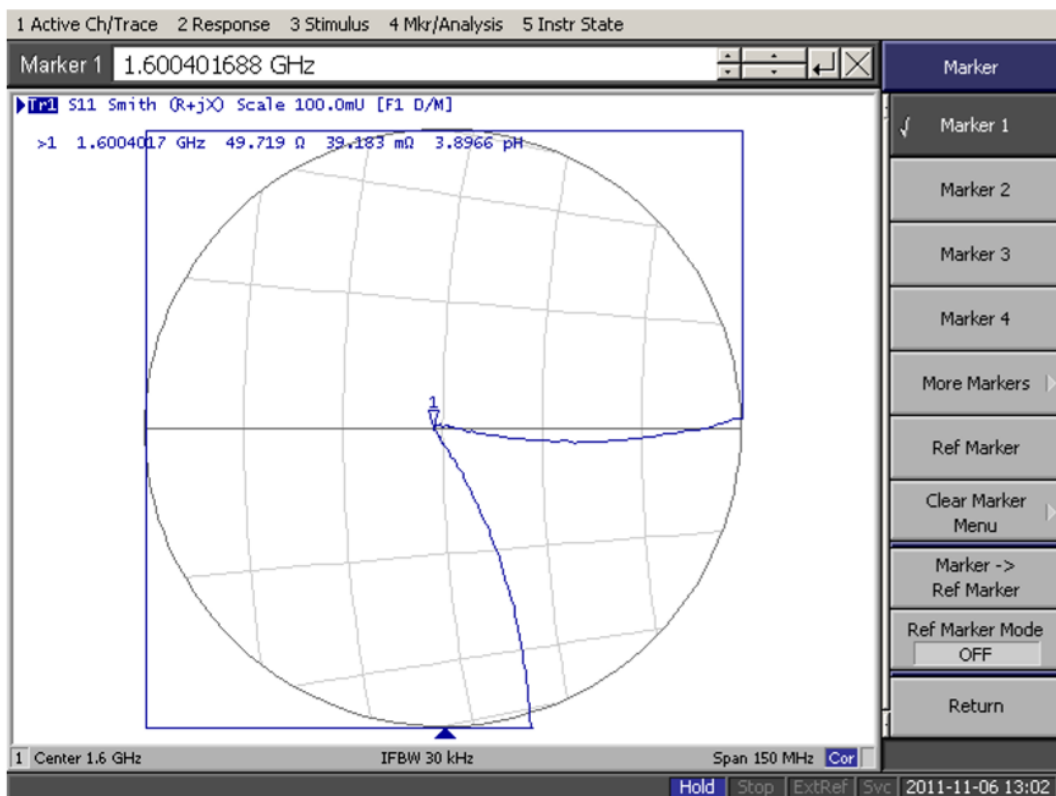 1 Active Ch/Trace 2 Response 3 Stimulus 4 Mkr/Analysis 5 Instr State
Marker 1 1.600401688 GHz
Marker
Tr1 S11 Smith (R+jX) Scale 100.0mU [F1 D/M]
>1 1.6004017 GHz 49.719 Ω 39.183 mΩ 3.8966 pH
1
Marker 1
Marker 2
Marker 3
Marker 4
More Markers
Ref Marker
Clear Marker
Menu
Marker ->
Ref Marker
Ref Marker Mode
OFF
Return
1 Center 1.6 GHz IFBW 30 kHz Span 150 MHz Cor
Hold Stop ExtRef Svc 2011-11-06 13:02